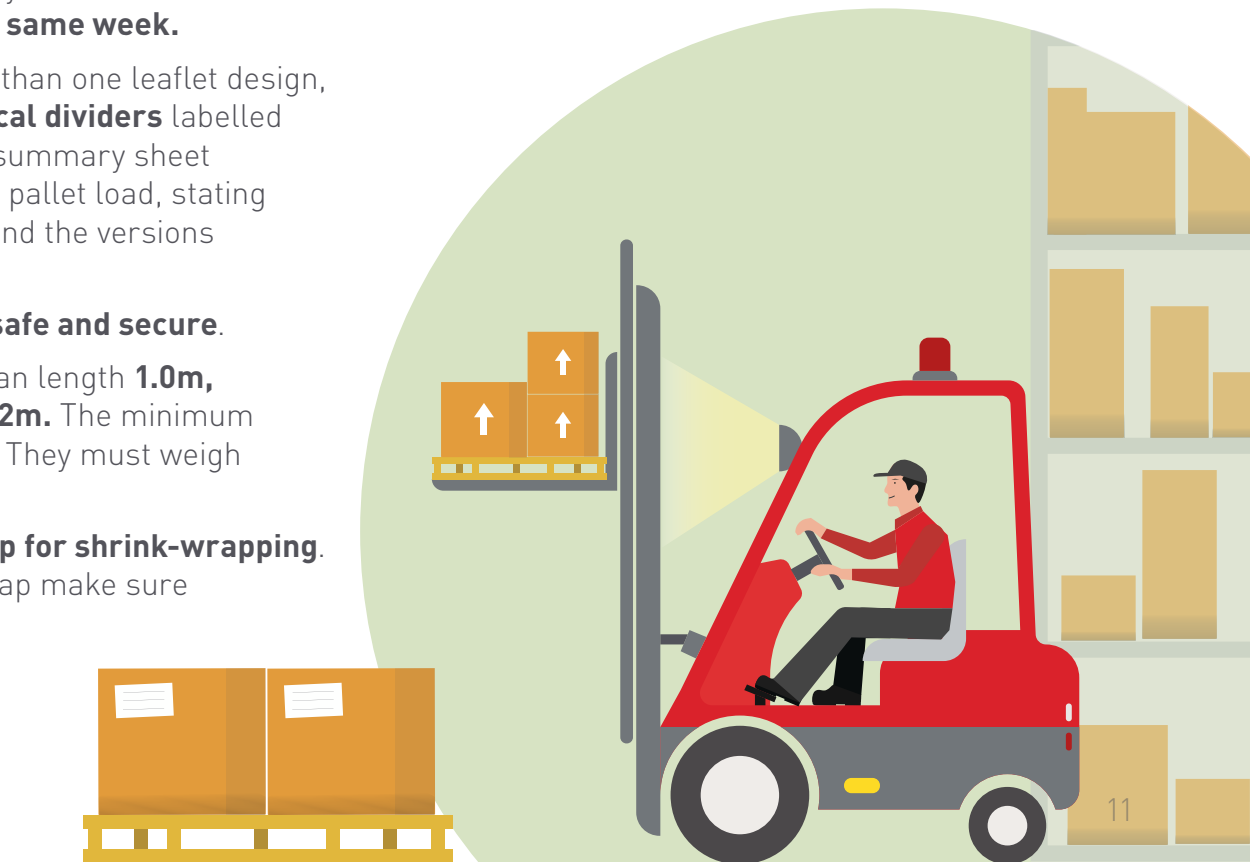 same week.
than one leaflet design,
cal dividers labelled
summary sheet
pallet load, stating
nd the versions
safe and secure.
an length 1.0m,
2m. The minimum
They must weigh
p for shrink-wrapping.
ap make sure
11